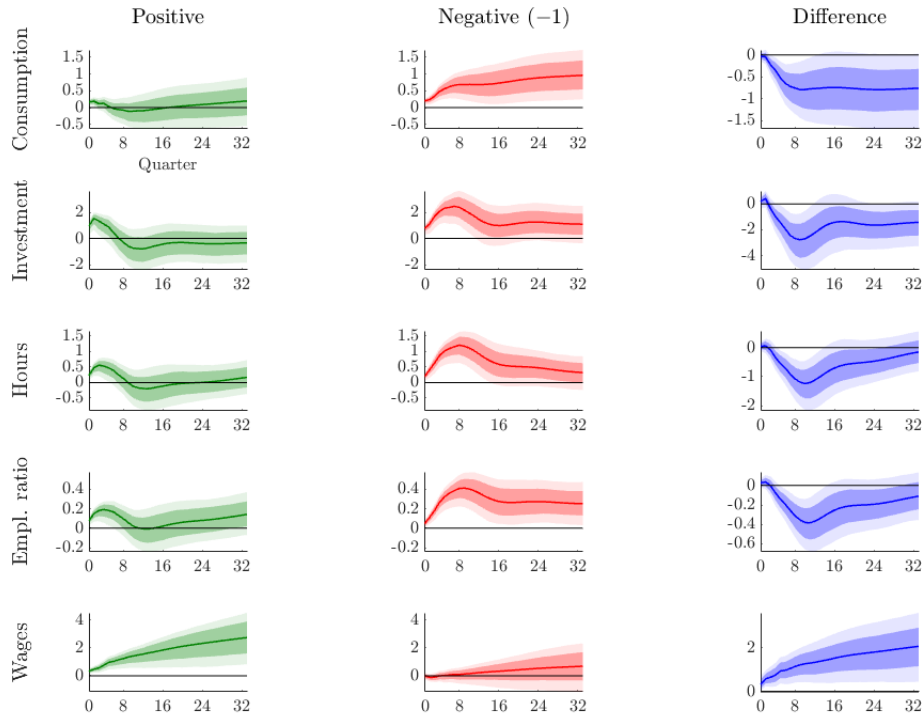 Positive Negative (−1) Difference
Consumption
1.5 1 0.5 0 -0.5
0 8 16 24 32
Quarter
1.5 1 0.5 0 -0.5
0 8 16 24 32
0 -0.5 -1 -1.5
0 8 16 24 32
Investment
2 0 -2
0 8 16 24 32
2 0 -2
0 8 16 24 32
0 -2 -4
0 8 16 24 32
Hours
1.5 1 0.5 0 -0.5
0 8 16 24 32
1.5 1 0.5 0 -0.5
0 8 16 24 32
0 -1 -2
0 8 16 24 32
Empl. ratio
0.4 0.2 0 -0.2
0 8 16 24 32
0.4 0.2 0 -0.2
0 8 16 24 32
0 -0.2 -0.4 -0.6
0 8 16 24 32
Wages
4 2 0
0 8 16 24 32
4 2 0
0 8 16 24 32
2 0
0 8 16 24 32